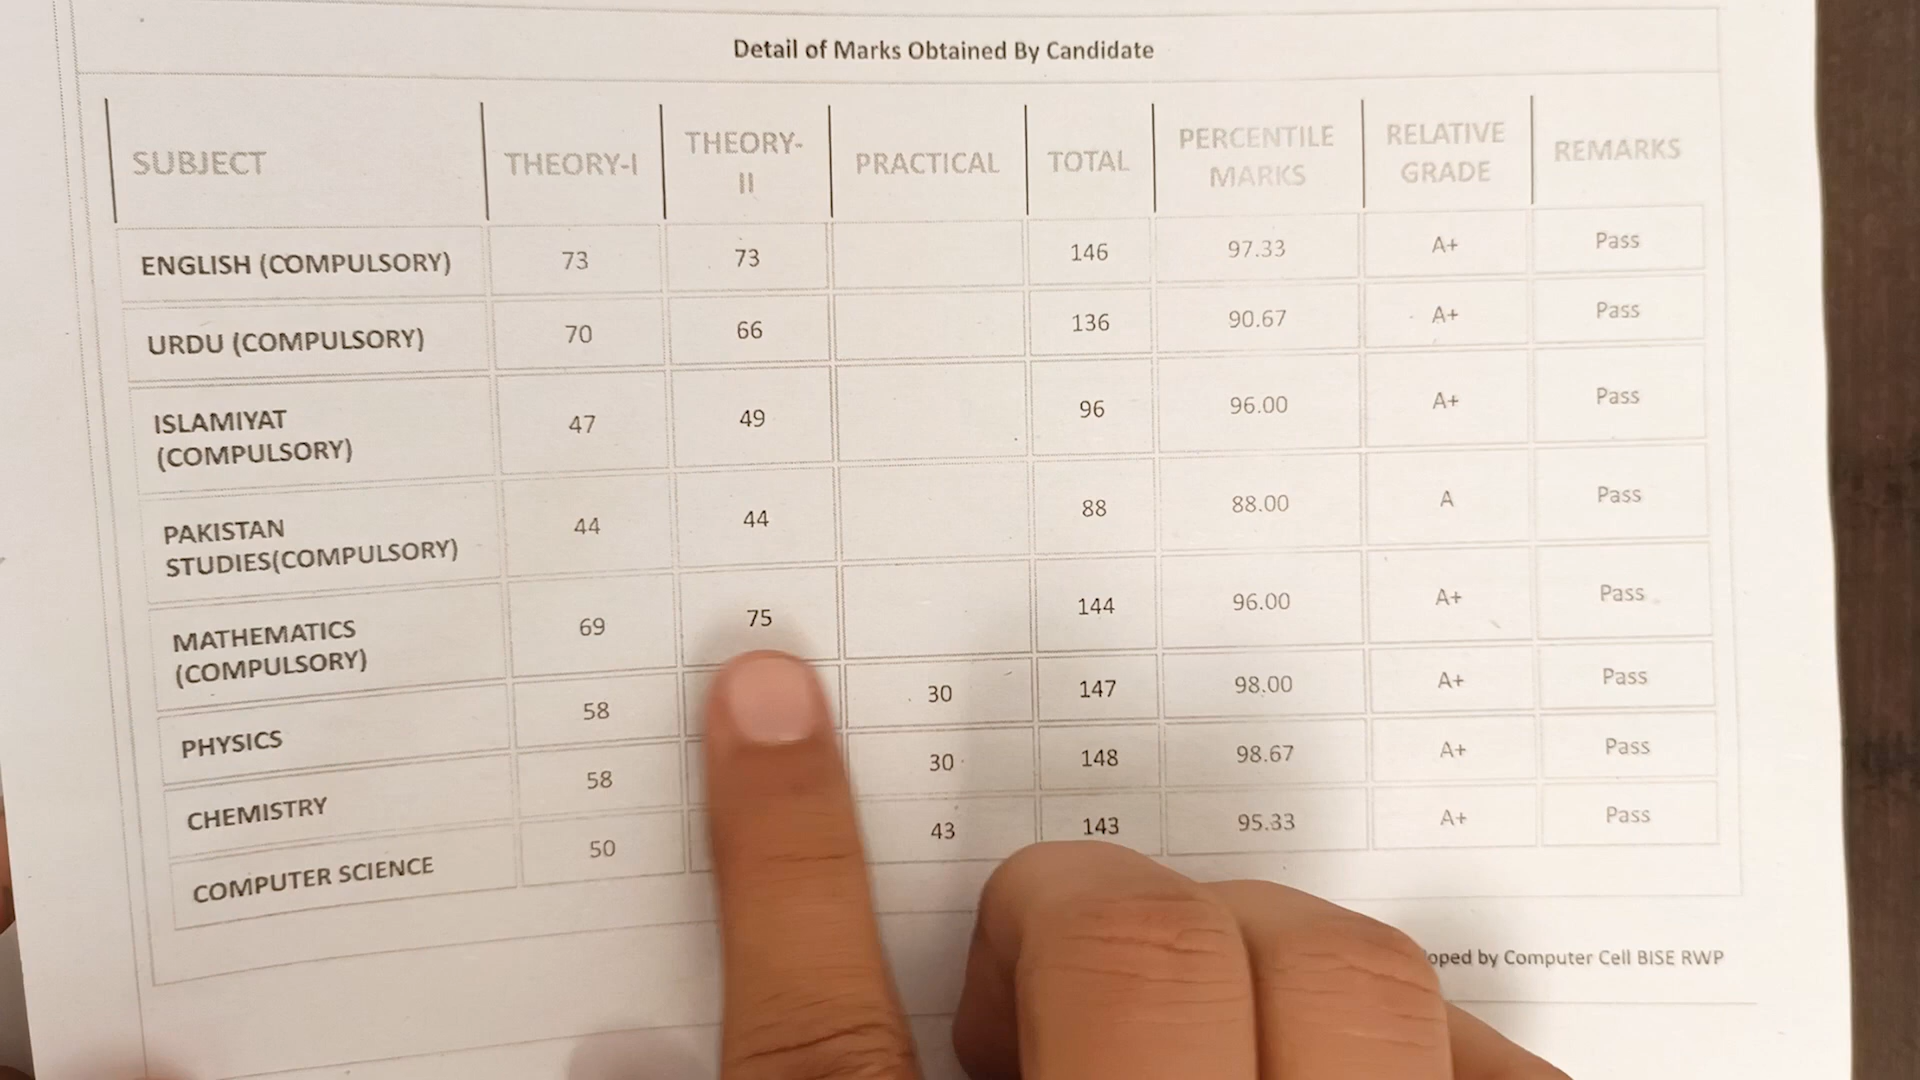 Detail of Marks Obtained By Candidate
SUBJECT THEORY-I THEORY-II PRACTICAL TOTAL PERCENTILE MARKS RELATIVE GRADE REMARKS
ENGLISH (COMPULSORY) 73 73 146 97.33 A+ Pass
URDU (COMPULSORY) 70 66 136 90.67 A+ Pass
ISLAMIYAT (COMPULSORY) 47 49 96 96.00 A+ Pass
PAKISTAN STUDIES(COMPULSORY) 44 44 88 88.00 A Pass
MATHEMATICS (COMPULSORY) 69 75 144 96.00 A+ Pass
PHYSICS 58 30 147 98.00 A+ Pass
CHEMISTRY 58 30 148 98.67 A+ Pass
COMPUTER SCIENCE 50 43 143 95.33 A+ Pass
by Computer Cell BISE RWP